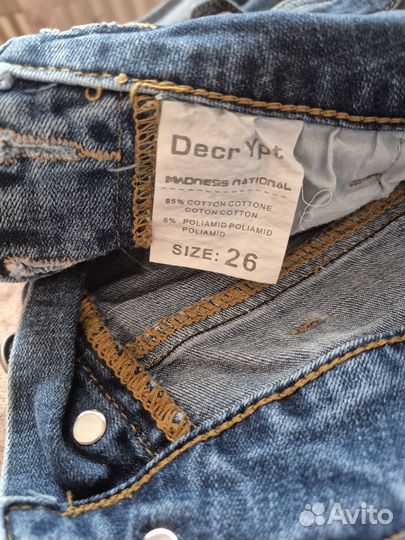 Decrypt
MADNESS NATIONAL
95% COTTON COTTONE
COTON COTTON
5% POLIAMID POLIAMID
POLIAMID
SIZE: 26
Avito